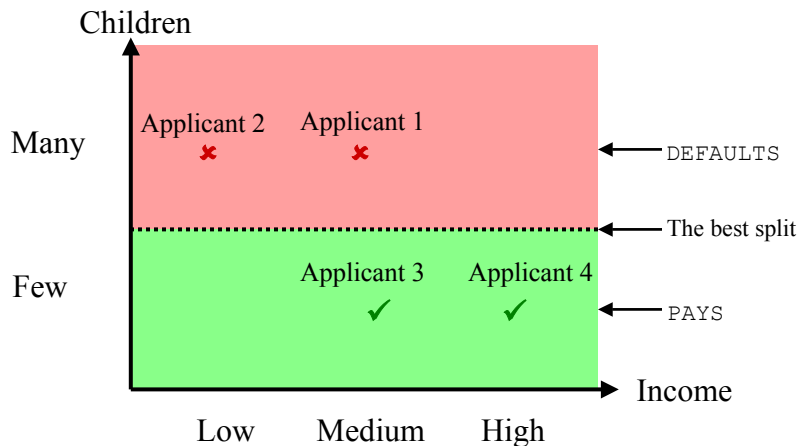 Children
Applicant 2
Applicant 1
Many
DEFAULTS
The best split
Applicant 3
Applicant 4
Few
PAYS
Income
Low
Medium
High